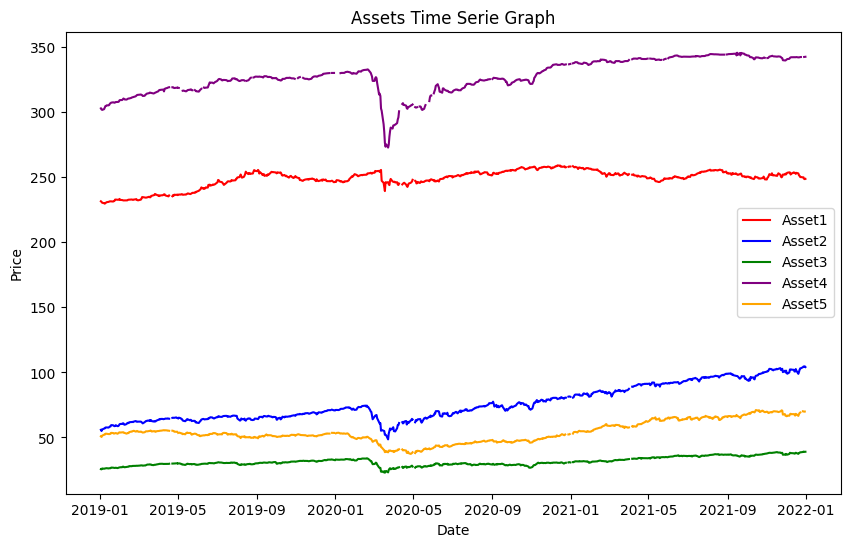 Assets Time Serie Graph
350
300
250
200
150
100
50
Price
Asset1
Asset2
Asset3
Asset4
Asset5
2019-01 2019-05 2019-09 2020-01 2020-05 2020-09 2021-01 2021-05 2021-09 2022-01
Date